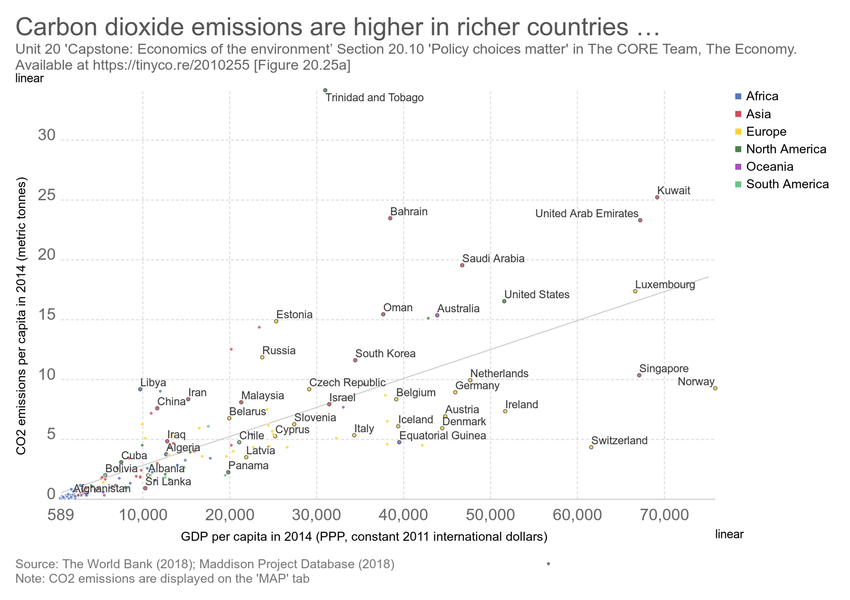 Carbon dioxide emissions are higher in richer countries …
Unit 20 'Capstone: Economics of the environment' Section 20.10 'Policy choices matter' in The CORE Team, The Economy.
Available at https://tinyco.re/2010255 [Figure 20.25a]
linear
Trinidad and Tobago
Africa
Asia
Europe
North America
Oceania
South America
30
25
20
15
10
5
0
CO2 emissions per capita in 2014 (metric tonnes)
Kuwait
Bahrain
United Arab Emirates
Saudi Arabia
Luxembourg
United States
Oman
Australia
Estonia
Russia
South Korea
Singapore
Norway
Netherlands
Germany
Czech Republic
Libya
Iran
China
Malaysia
Israel
Belgium
Ireland
Belarus
Slovenia
Austria
Iceland
Denmark
Iraq
Chile
Cyprus
Italy
Equatorial Guinea
Switzerland
Algeria
Cuba
Latvia
Bolivia
Albania
Panama
Afghanistan
Sri Lanka
589
10,000
20,000
30,000
40,000
50,000
60,000
70,000
GDP per capita in 2014 (PPP, constant 2011 international dollars)
linear
Source: The World Bank (2018); Maddison Project Database (2018)
Note: CO2 emissions are displayed on the 'MAP' tab